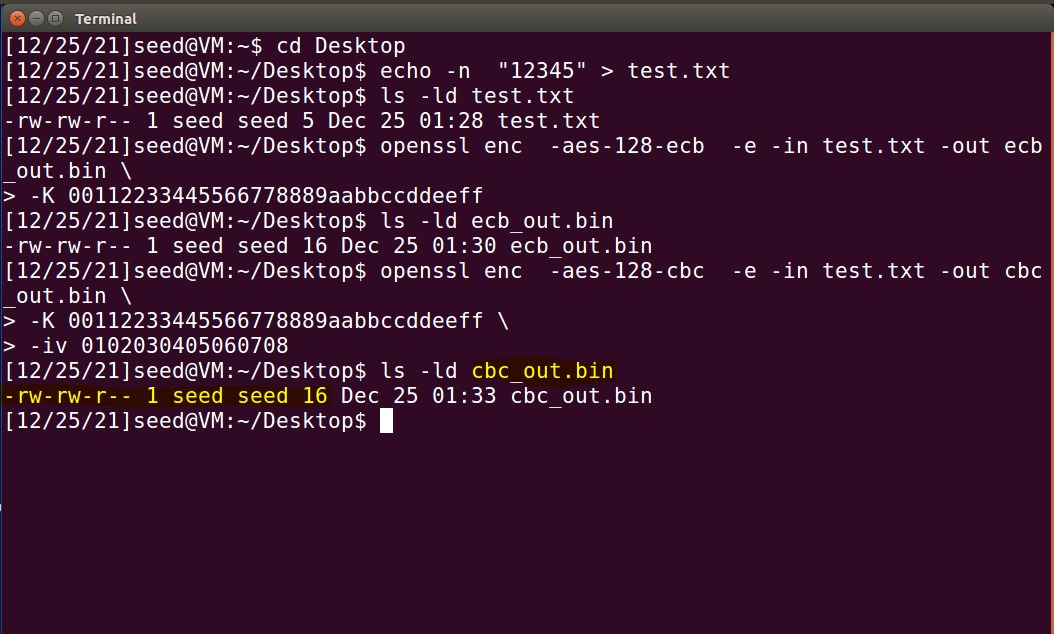 Terminal
[12/25/21]seed@VM:~$ cd Desktop
[12/25/21]seed@VM:~/Desktop$ echo -n  "12345" > test.txt
[12/25/21]seed@VM:~/Desktop$ ls -ld test.txt
-rw-rw-r-- 1 seed seed 5 Dec 25 01:28 test.txt
[12/25/21]seed@VM:~/Desktop$ openssl enc  -aes-128-ecb  -e -in test.txt -out ecb
_out.bin \
> -K 00112233445566778889aabbccddeeff
[12/25/21]seed@VM:~/Desktop$ ls -ld ecb_out.bin
-rw-rw-r-- 1 seed seed 16 Dec 25 01:30 ecb_out.bin
[12/25/21]seed@VM:~/Desktop$ openssl enc  -aes-128-cbc  -e -in test.txt -out cbc
_out.bin \
> -K 00112233445566778889aabbccddeeff \
> -iv 0102030405060708
[12/25/21]seed@VM:~/Desktop$ ls -ld cbc_out.bin
-rw-rw-r-- 1 seed seed 16 Dec 25 01:33 cbc_out.bin
[12/25/21]seed@VM:~/Desktop$